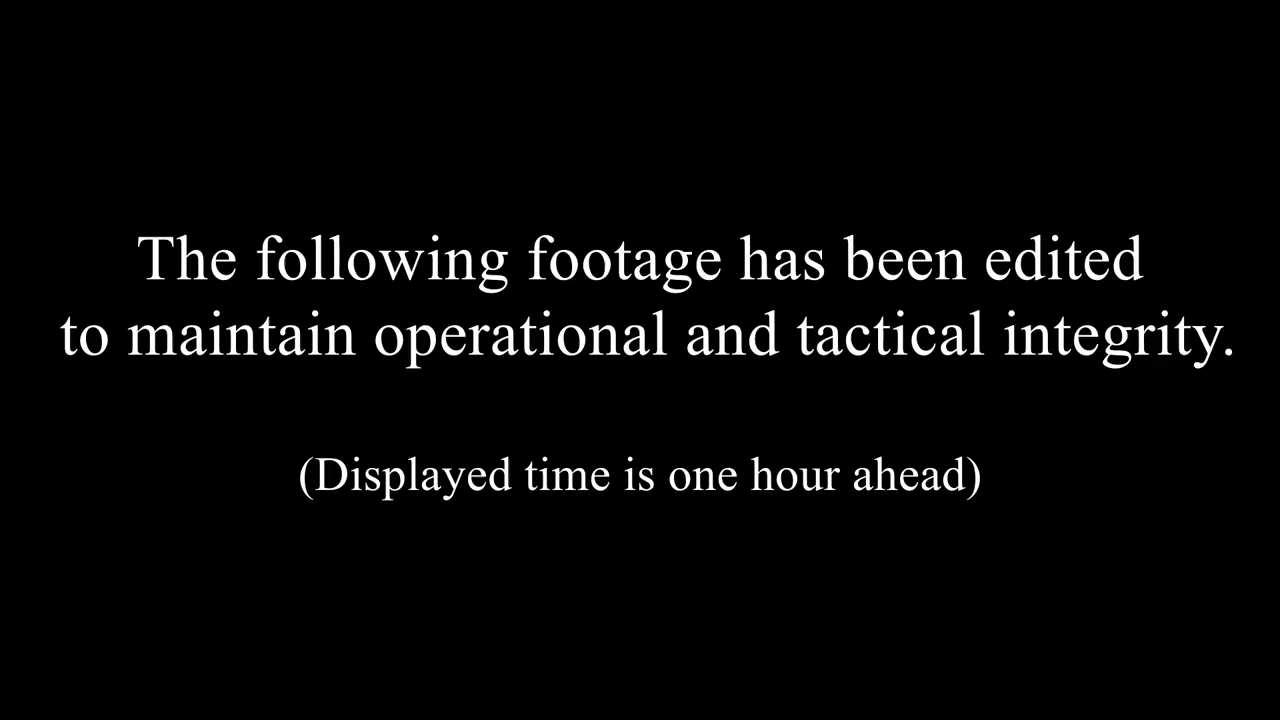 The following footage has been edited
to maintain operational and tactical integrity.
(Displayed time is one hour ahead)